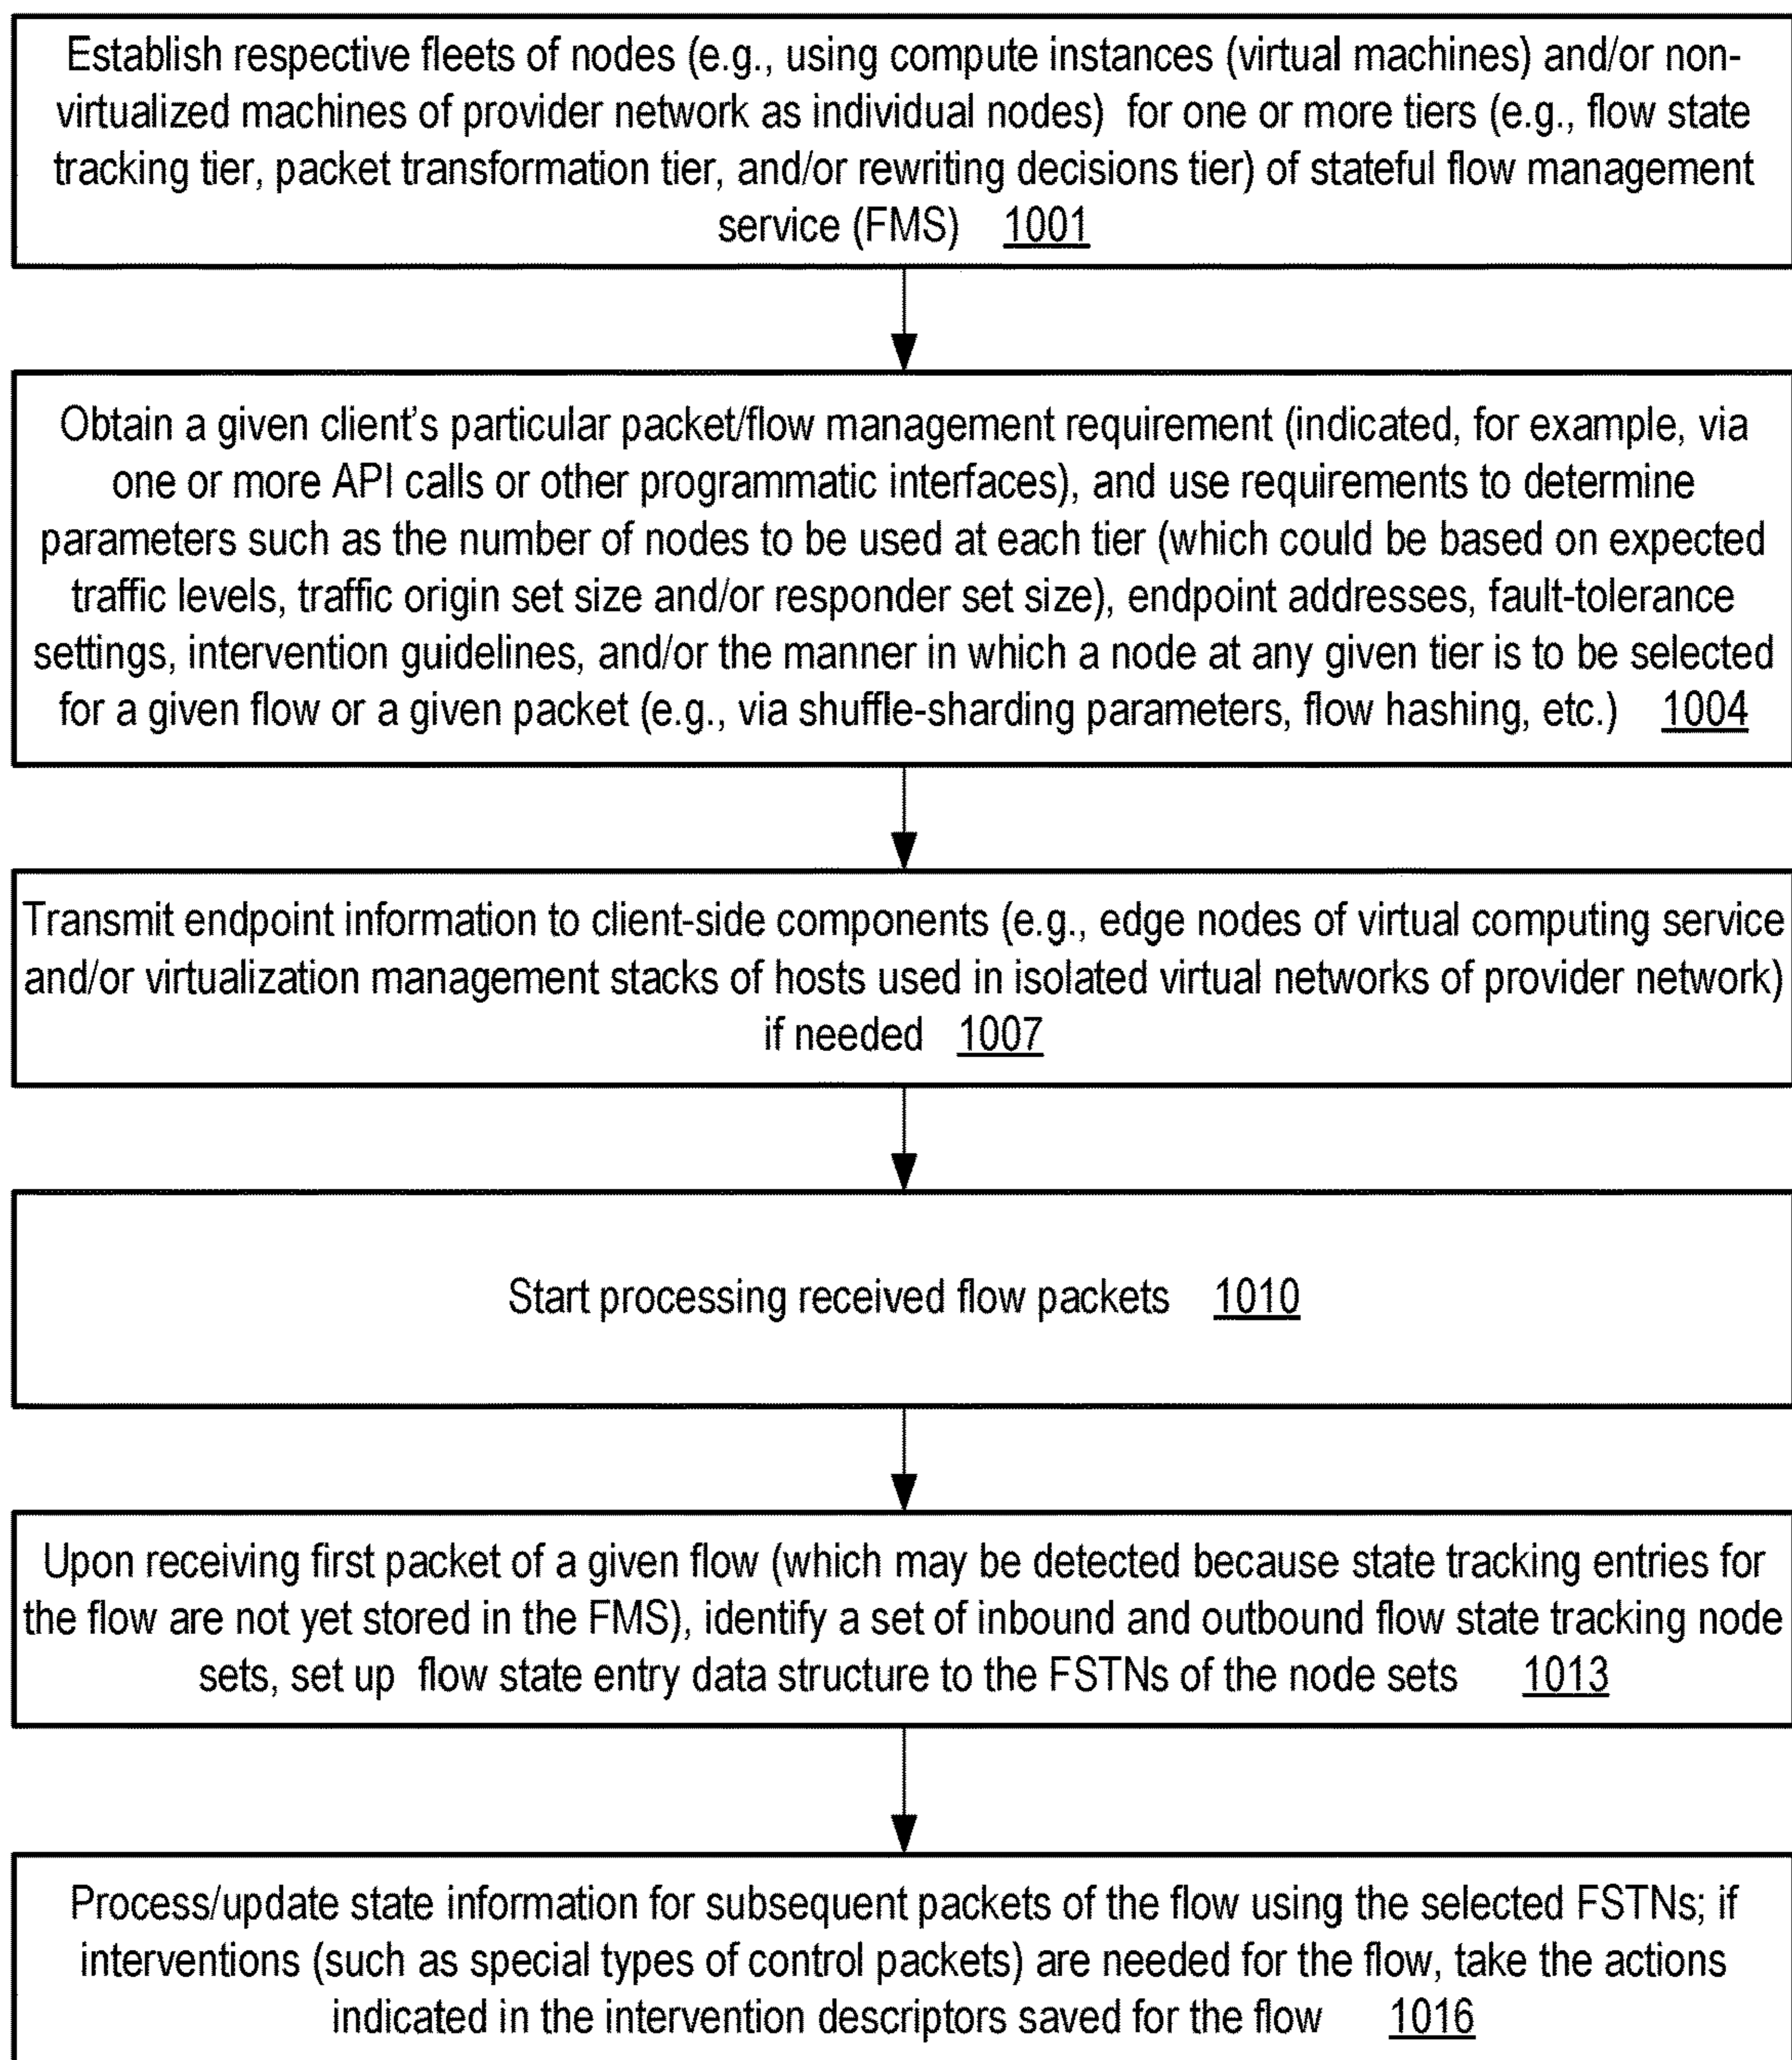 Establish respective fleets of nodes (e.g., using compute instances (virtual machines) and/or non-
virtualized machines of provider network as individual nodes)  for one or more tiers (e.g., flow state
tracking tier, packet transformation tier, and/or rewriting decisions tier) of stateful flow management
service (FMS) 1001
Obtain a given client's particular packet/flow management requirement (indicated, for example, via
one or more API calls or other programmatic interfaces), and use requirements to determine
parameters such as the number of nodes to be used at each tier (which could be based on expected
traffic levels, traffic origin set size and/or responder set size), endpoint addresses, fault-tolerance
settings, intervention guidelines, and/or the manner in which a node at any given tier is to be selected
for a given flow or a given packet (e.g., via shuffle-sharding parameters, flow hashing, etc.) 1004
Transmit endpoint information to client-side components (e.g., edge nodes of virtual computing service
and/or virtualization management stacks of hosts used in isolated virtual networks of provider network)
if needed 1007
Start processing received flow packets 1010
Upon receiving first packet of a given flow (which may be detected because state tracking entries for
the flow are not yet stored in the FMS), identify a set of inbound and outbound flow state tracking node
sets, set up  flow state entry data structure to the FSTNs of the node sets 1013
Process/update state information for subsequent packets of the flow using the selected FSTNs; if
interventions (such as special types of control packets) are needed for the flow, take the actions
indicated in the intervention descriptors saved for the flow 1016